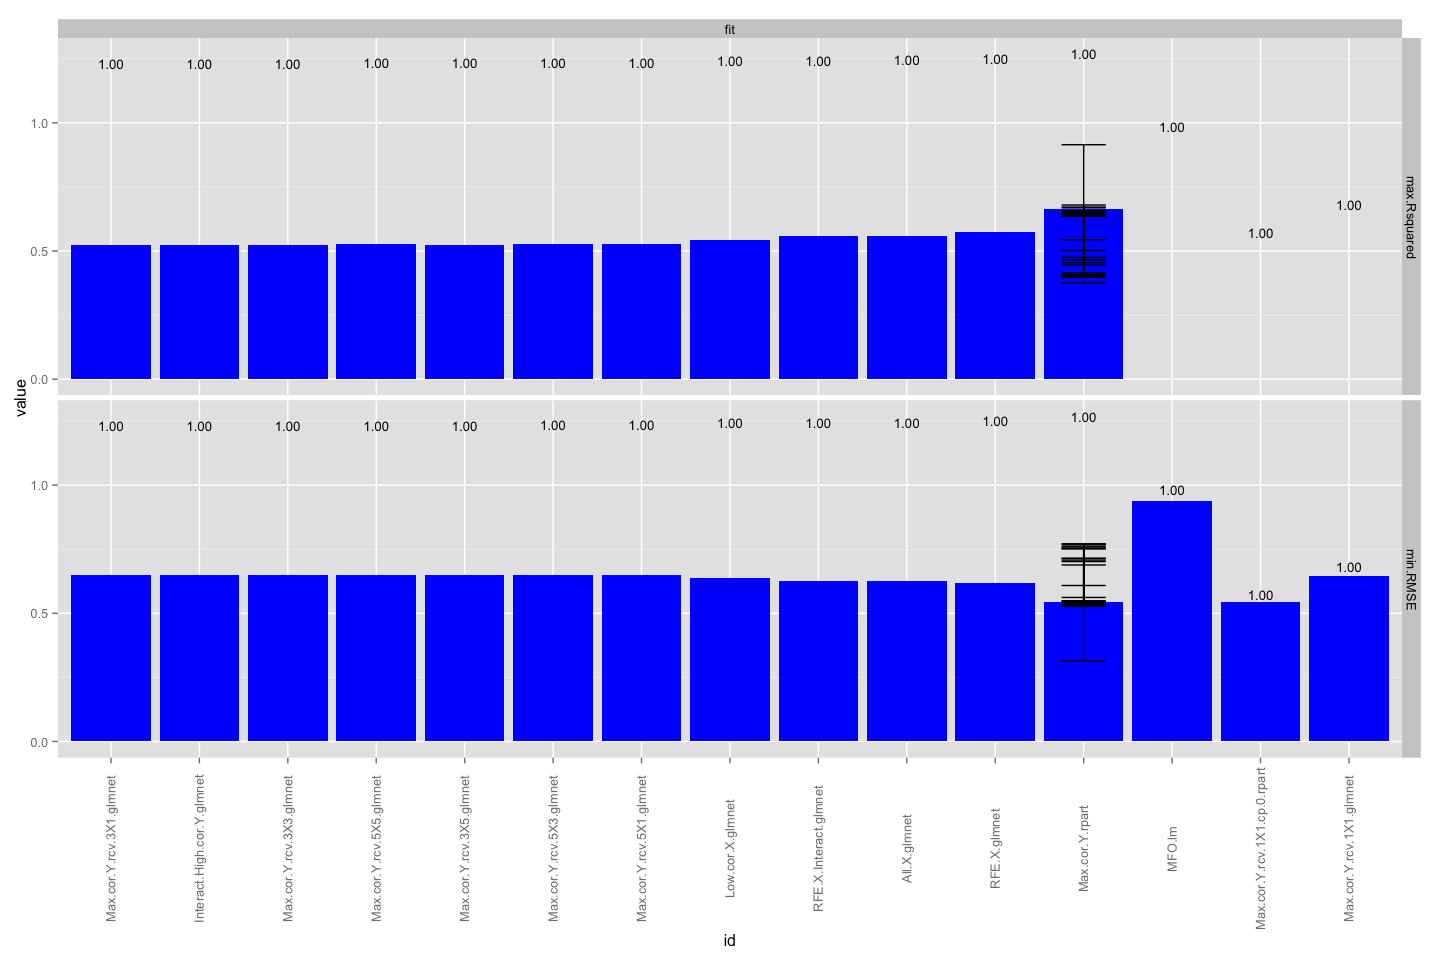 fit
1.00 1.00 1.00 1.00 1.00 1.00 1.00 1.00 1.00 1.00 1.00 1.00 1.00 1.00 1.00
1.0
0.5
0.0
max.Rsquared
value
1.00 1.00 1.00 1.00 1.00 1.00 1.00 1.00 1.00 1.00 1.00 1.00 1.00 1.00 1.00
1.0
0.5
0.0
min.RMSE
Max.cor.Y.rcv.3X1.glmnet
Interact.High.cor.Y.glmnet
Max.cor.Y.rcv.3X3.glmnet
Max.cor.Y.rcv.5X5.glmnet
Max.cor.Y.rcv.3X5.glmnet
Max.cor.Y.rcv.5X3.glmnet
Max.cor.Y.rcv.5X1.glmnet
Low.cor.X.glmnet
RFE.X.Interact.glmnet
All.X.glmnet
RFE.X.glmnet
Max.cor.Y.rpart
MFO.lm
Max.cor.Y.rcv.1X1.cp.0.rpart
Max.cor.Y.rcv.1X1.glmnet
id